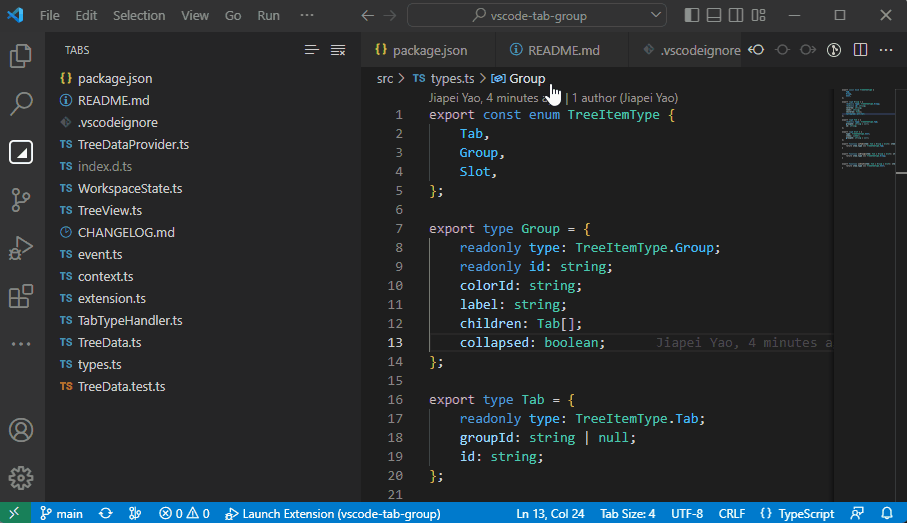 File Edit Selection View Go Run ··· vscode-tab-group
TABS
{} package.json
README.md
.vscodeignore
TS TreeDataProvider.ts
TS index.d.ts
TS WorkspaceState.ts
TS TreeView.ts
CHANGELOG.md
TS event.ts
TS context.ts
TS extension.ts
TS TabTypeHandler.ts
TS TreeData.ts
TS types.ts
TS TreeData.test.ts
{} package.json README.md .vscodeignore ···
src > TS types.ts > Group
Jiapei Yao, 4 minutes a | 1 author (Jiapei Yao)
1 export const enum TreeItemType {
2 Tab,
3 Group,
4 Slot,
5 };
6
7 export type Group = {
8 readonly type: TreeItemType.Group;
9 readonly id: string;
10 colorId: string;
11 label: string;
12 children: Tab[];
13 collapsed: boolean; Jiapei Yao, 4 minutes a
14 };
15
16 export type Tab = {
17 readonly type: TreeItemType.Tab;
18 groupId: string | null;
19 id: string;
20 };
21
main 0 0 Launch Extension (vscode-tab-group) Ln 13, Col 24 Tab Size: 4 UTF-8 CRLF {} TypeScript